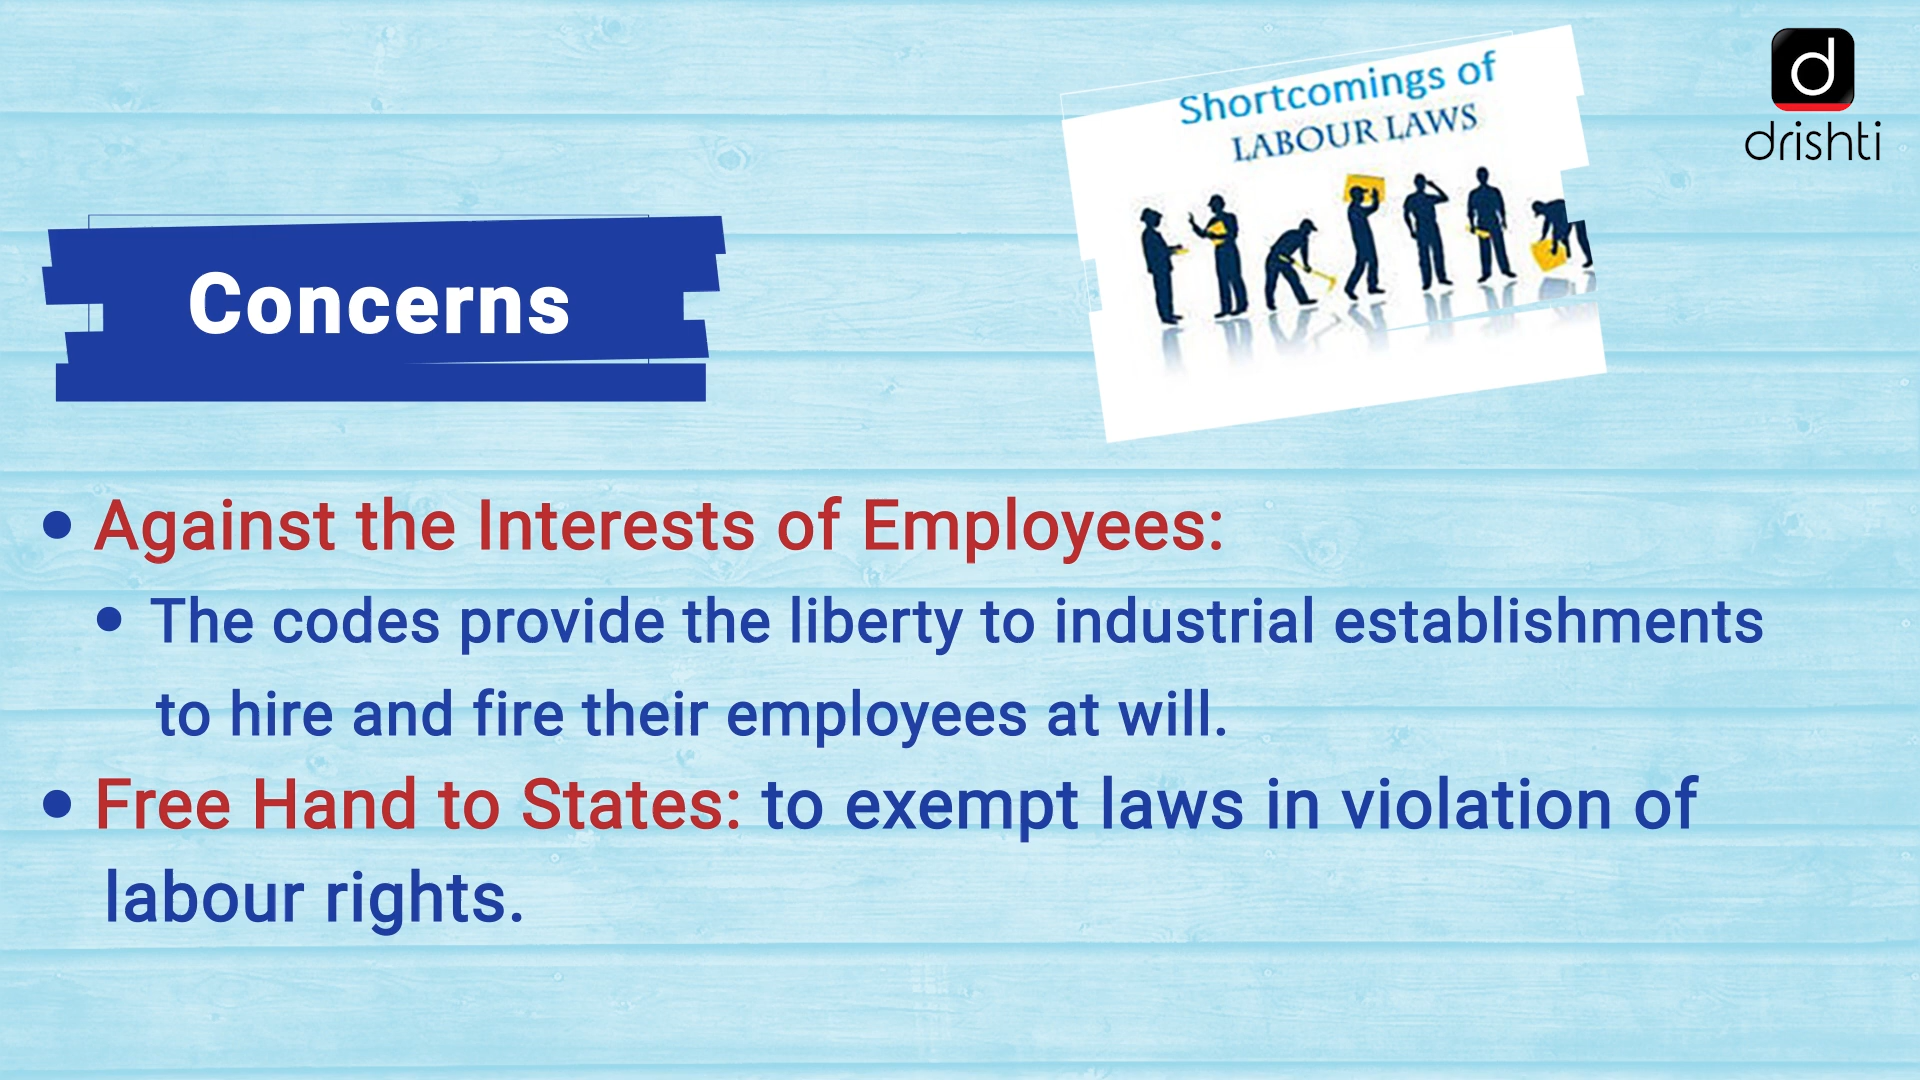 Shortcomings of
LABOUR LAWS
d
drishti
Concerns
• Against the Interests of Employees:
• The codes provide the liberty to industrial establishments
to hire and fire their employees at will.
• Free Hand to States: to exempt laws in violation of
labour rights.